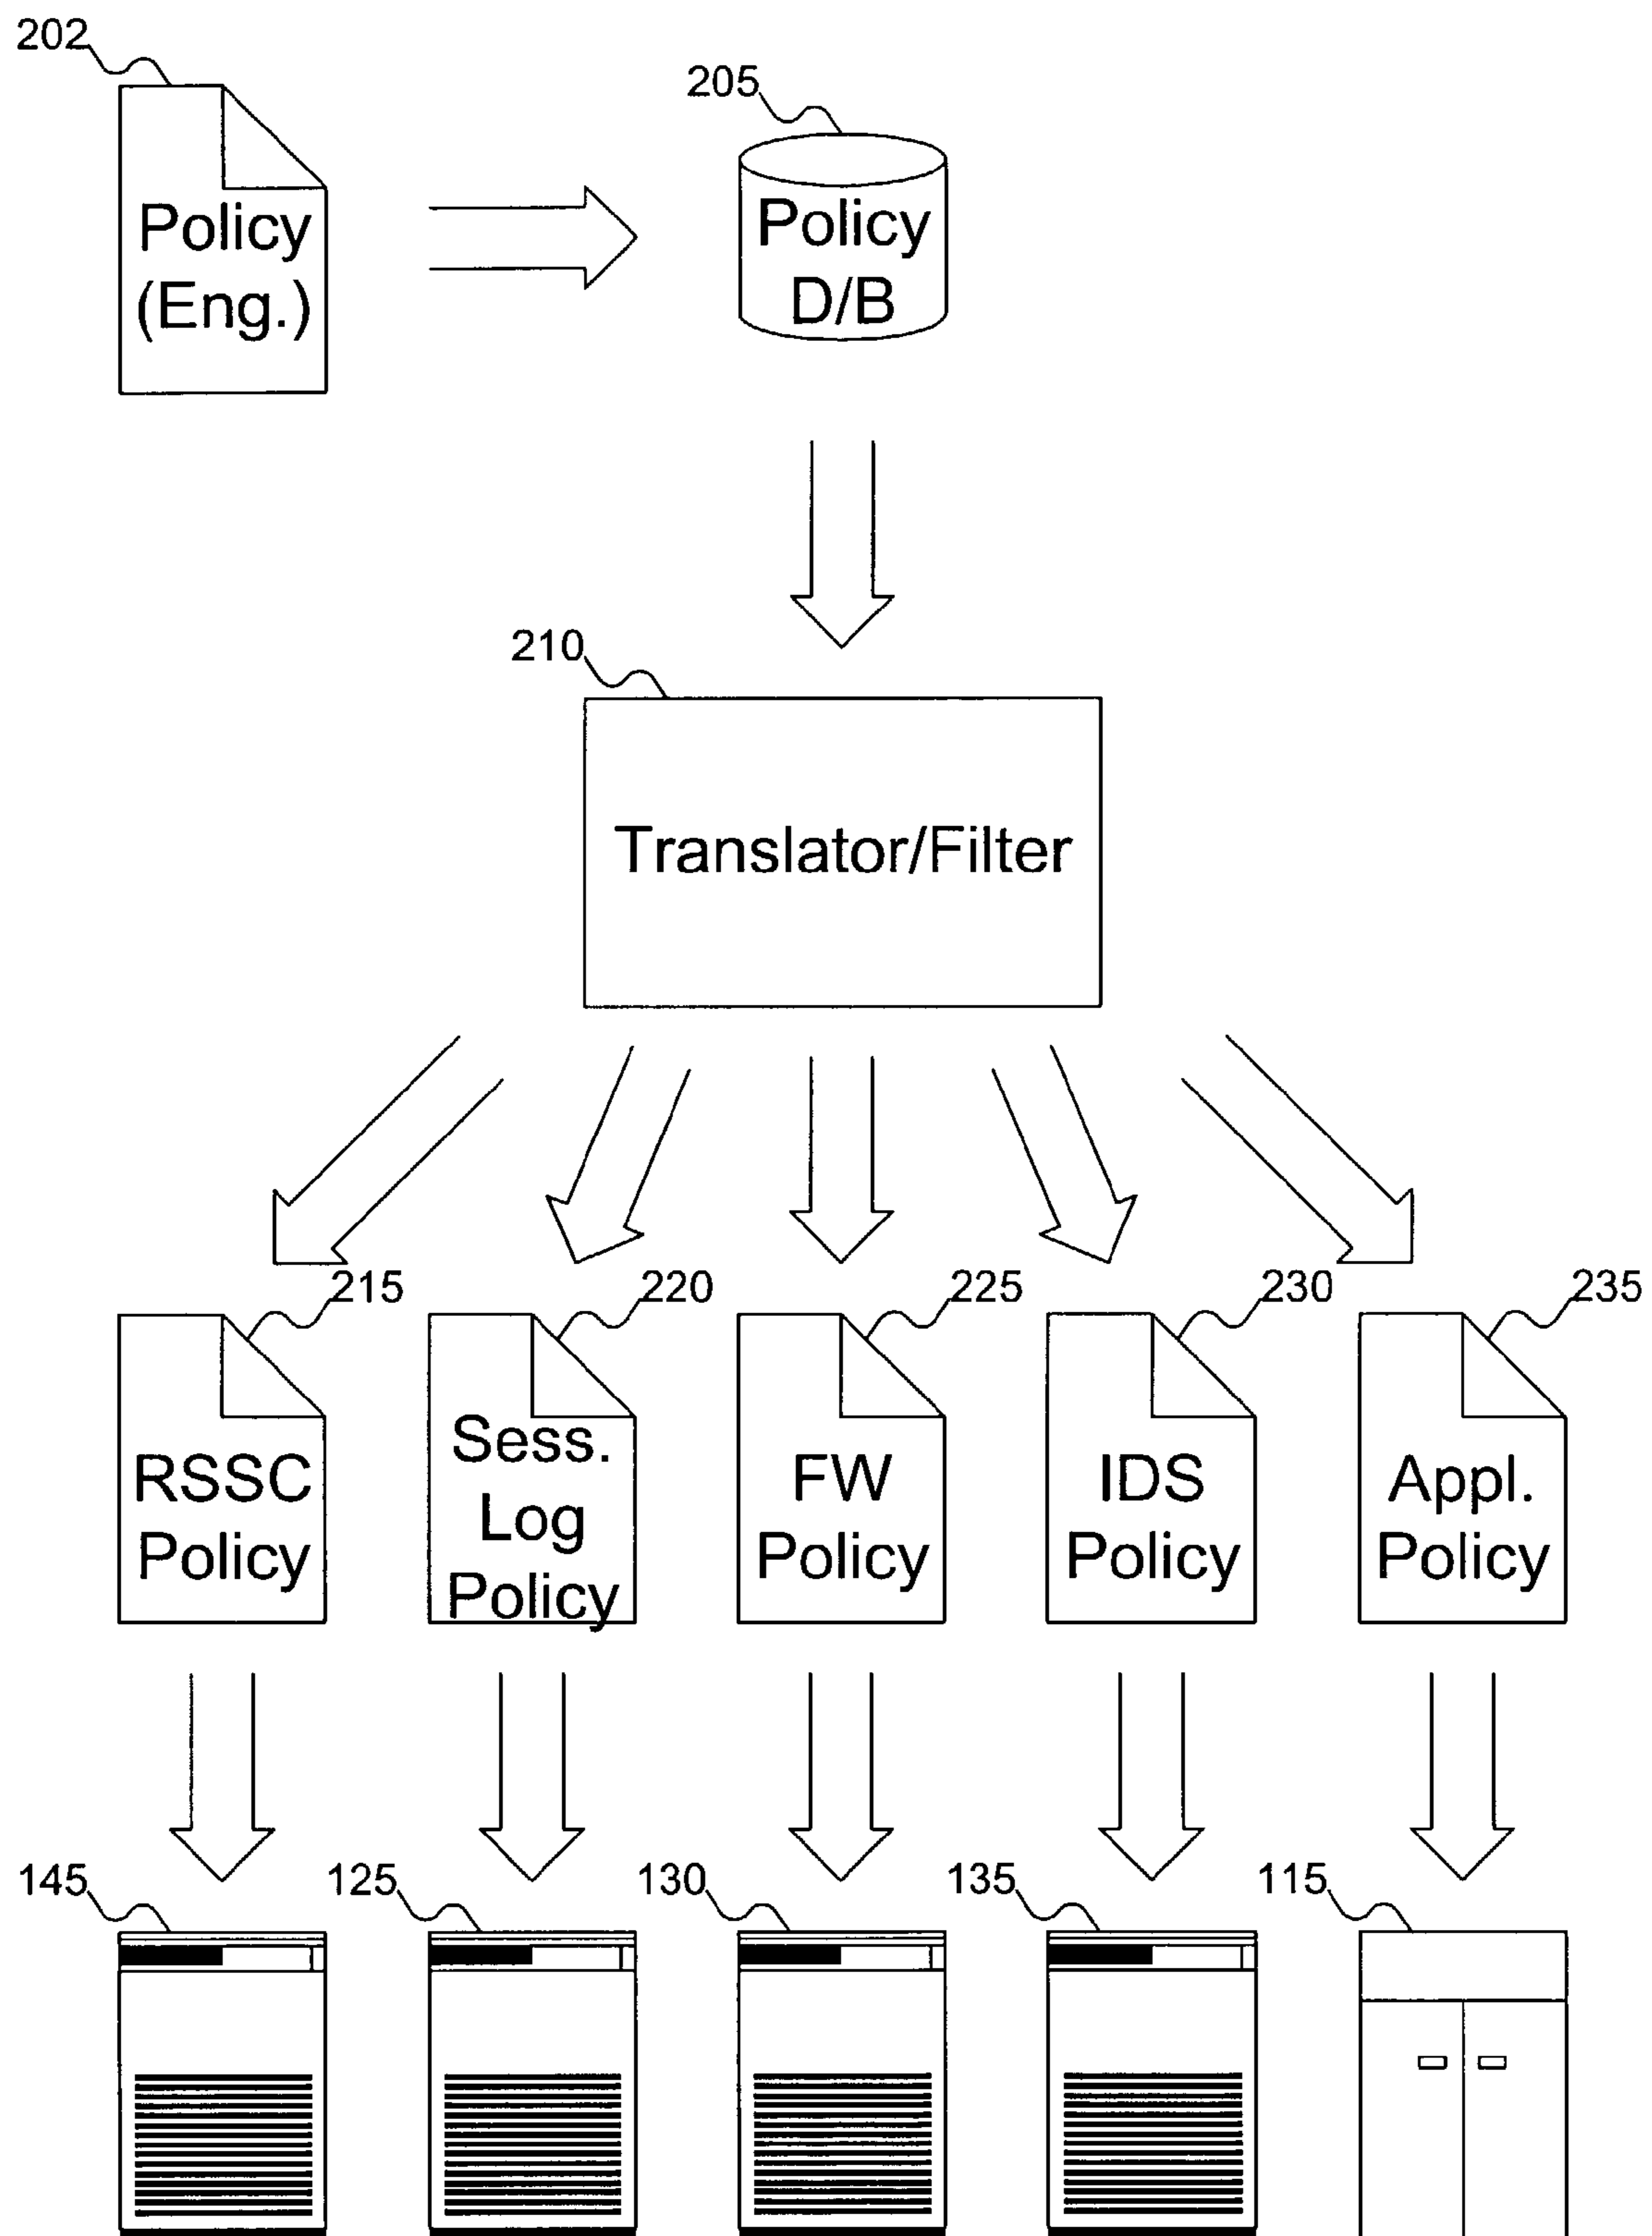 202
205
Policy
(Eng.)
Policy
D/B
210
Translator/Filter
215
220
225
230
235
RSSC
Policy
Sess.
Log
Policy
FW
Policy
IDS
Policy
Appl.
Policy
145
125
130
135
115